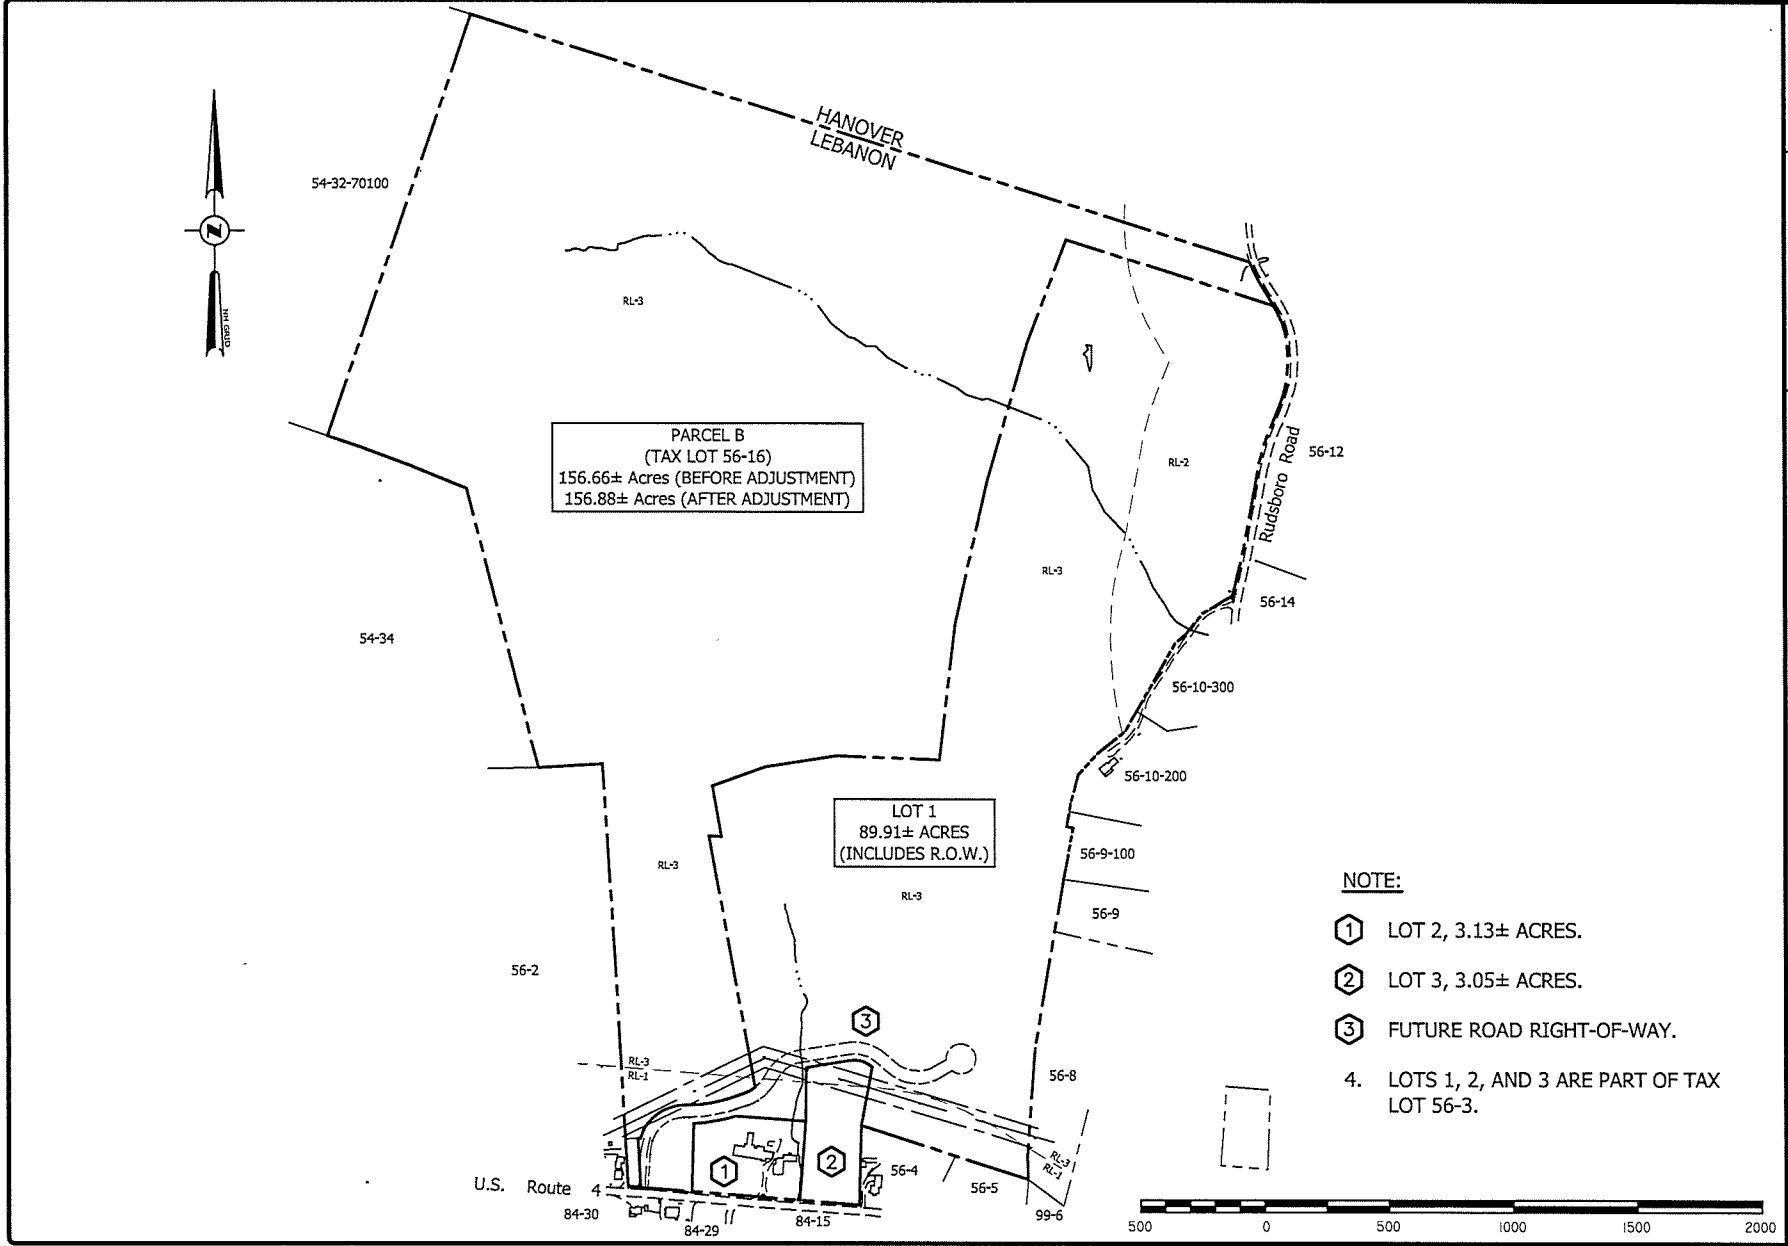 HANOVER
LEBANON
54-32-70100
N
NH GRID
RL-3
PARCEL B
(TAX LOT 56-16)
156.66± Acres (BEFORE ADJUSTMENT)
156.88± Acres (AFTER ADJUSTMENT)
RL-2
Rudsboro Road
56-12
RL-3
56-14
54-34
56-10-300
56-10-200
LOT 1
89.91± ACRES
(INCLUDES R.O.W.)
56-9-100
RL-3
RL-3
56-9
56-2
3
RL-3
RL-1
56-8
NOTE:
1 LOT 2, 3.13± ACRES.
2 LOT 3, 3.05± ACRES.
3 FUTURE ROAD RIGHT-OF-WAY.
4. LOTS 1, 2, AND 3 ARE PART OF TAX
LOT 56-3.
1
2
56-4
RL-3
RL-1
56-5
U.S. Route 4
84-30
84-29
84-15
99-6
500 0 500 1000 1500 2000